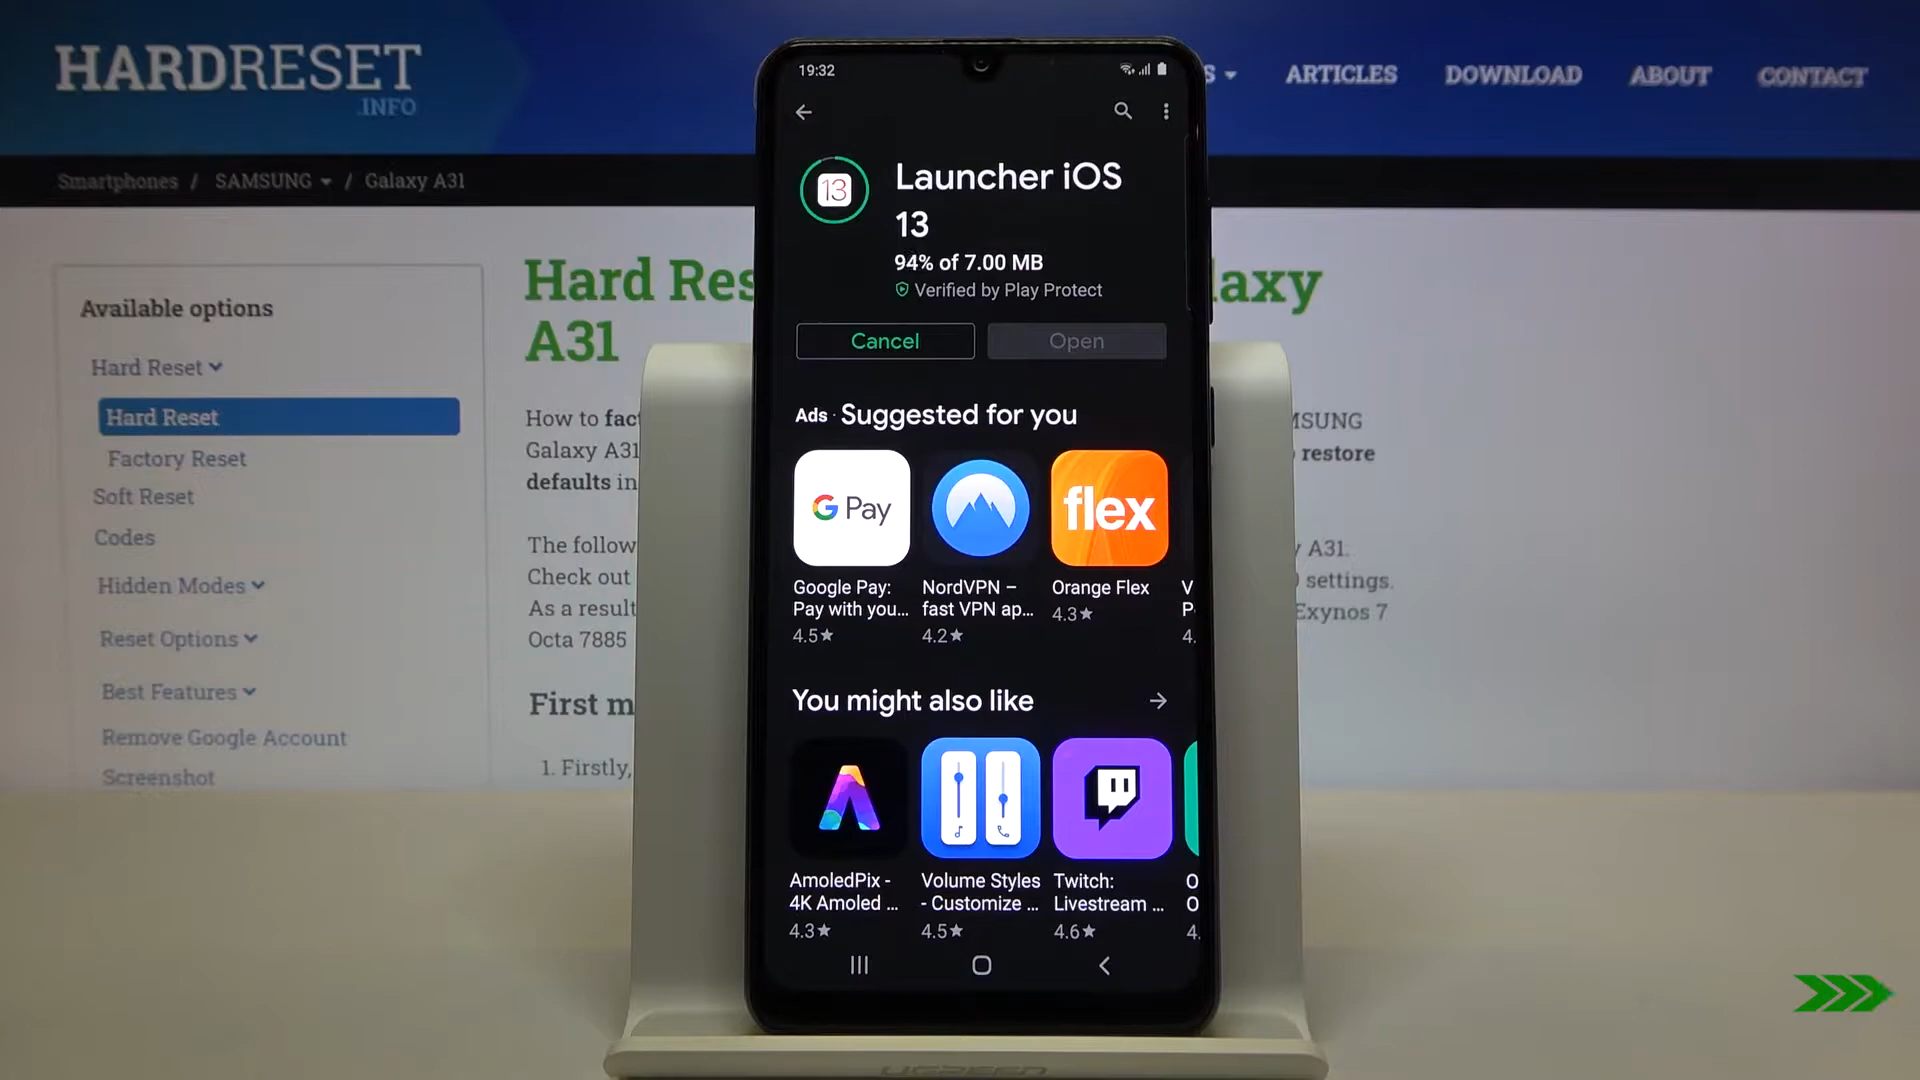 HARDRESET
.INFO
S
ARTICLES
DOWNLOAD
ABOUT
CONTACT
Smartphones / SAMSUNG / Galaxy A31
Available options
Hard Reset
Hard Reset
Factory Reset
Soft Reset
Codes
Hidden Modes
Reset Options
Best Features
Remove Google Account
Screenshot
Hard Res
laxy
A31
How to fact
Galaxy A31
defaults in
MSUNG
restore
The follow
Check out
As a result
Octa 7885
y A31.
settings.
Exynos 7
First m
1. Firstly,
19:32
13
Launcher iOS
13
94% of 7.00 MB
Verified by Play Protect
Cancel
Open
Ads · Suggested for you
G Pay
flex
Google Pay:
Pay with you...
4.5★
NordVPN –
fast VPN ap...
4.2★
Orange Flex
4.3★
V
P
4.
You might also like
AmoledPix -
4K Amoled ...
4.3★
Volume Styles
- Customize ...
4.5★
Twitch:
Livestream ...
4.6★
O
O
4.
UGREEN